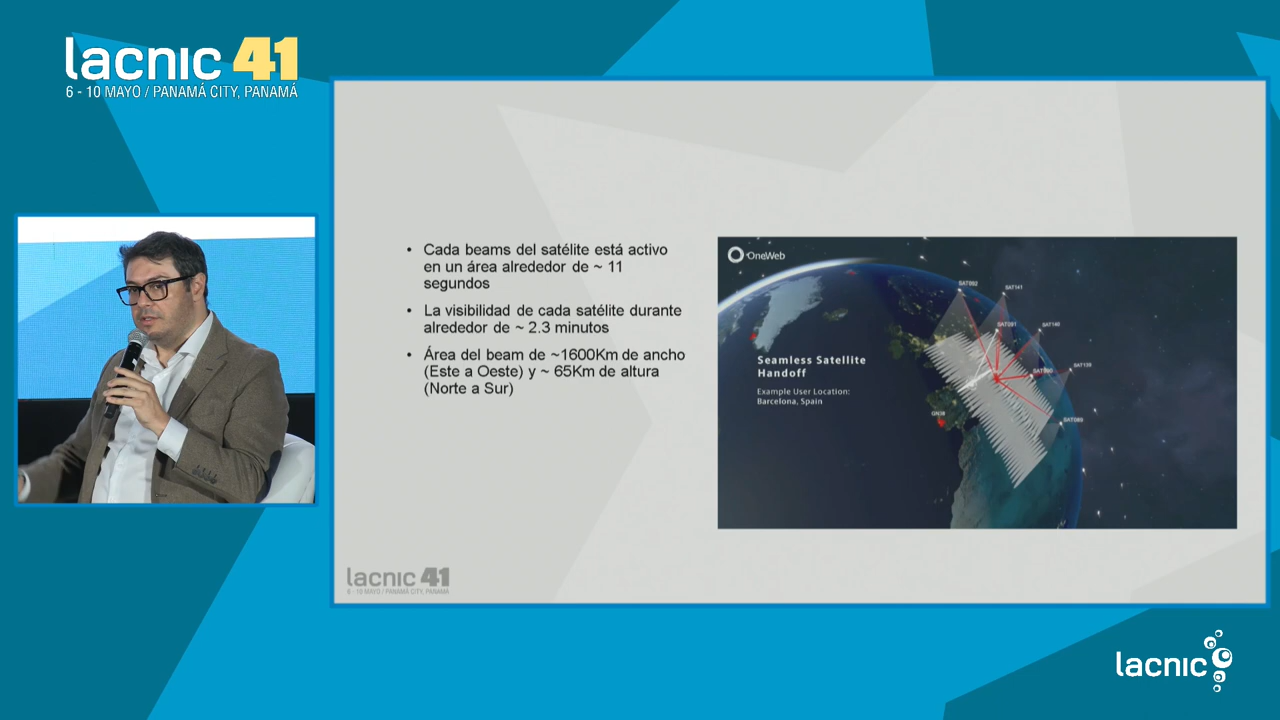 lacnic 41
6 - 10 MAYO / PANAMÁ CITY, PANAMÁ
• Cada beams del satélite está activo
en un área alrededor de ~ 11
segundos
• La visibilidad de cada satélite durante
alrededor de ~ 2.3 minutos
• Área del beam de ~1600Km de ancho
(Este a Oeste) y ~ 65Km de altura
(Norte a Sur)
OneWeb
SAT092
SAT141
SAT140
Seamless Satellite
Handoff
Example User Location:
Barcelona, Spain
lacnic 41
6 - 10 MAYO / PANAMÁ CITY, PANAMÁ
lacnic